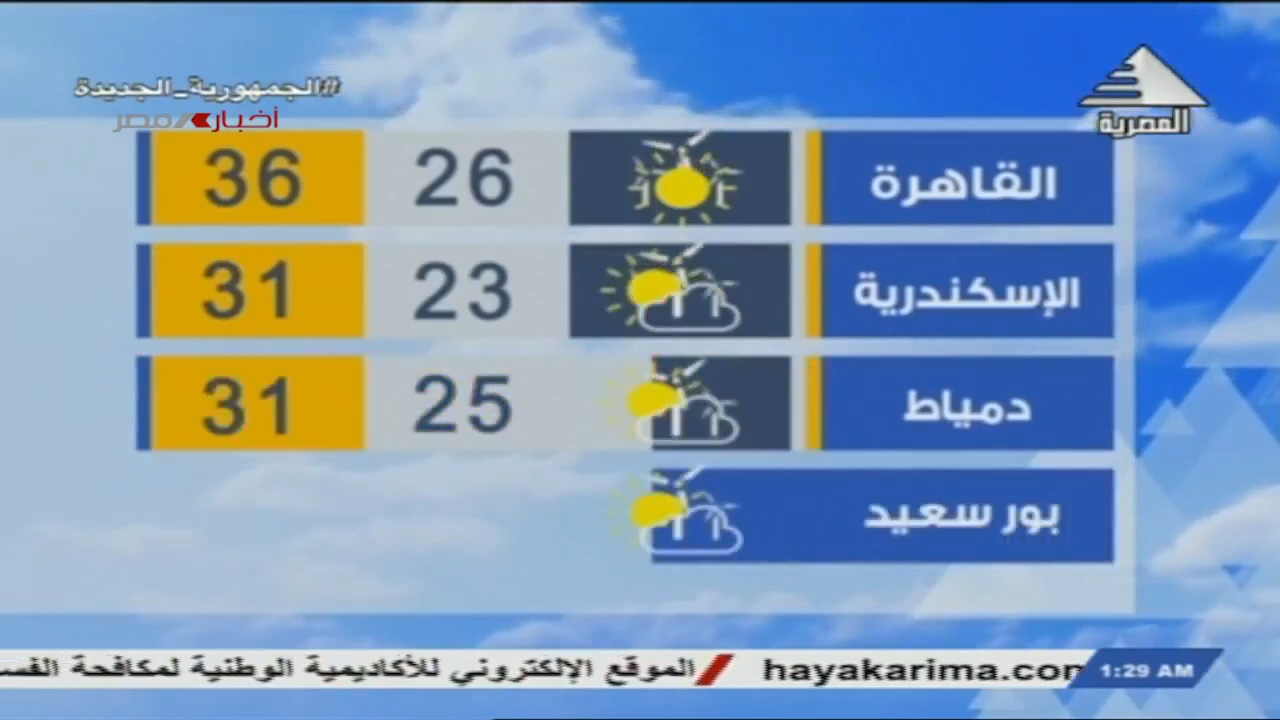 #الجمهورية_الجديدة
أخبار مصر
المصرية
القاهرة 26 36
الإسكندرية 23 31
دمياط 25 31
بور سعيد
hayakarima.com الموقع الإلكتروني للأكاديمية الوطنية لمكافحة
1:29 AM